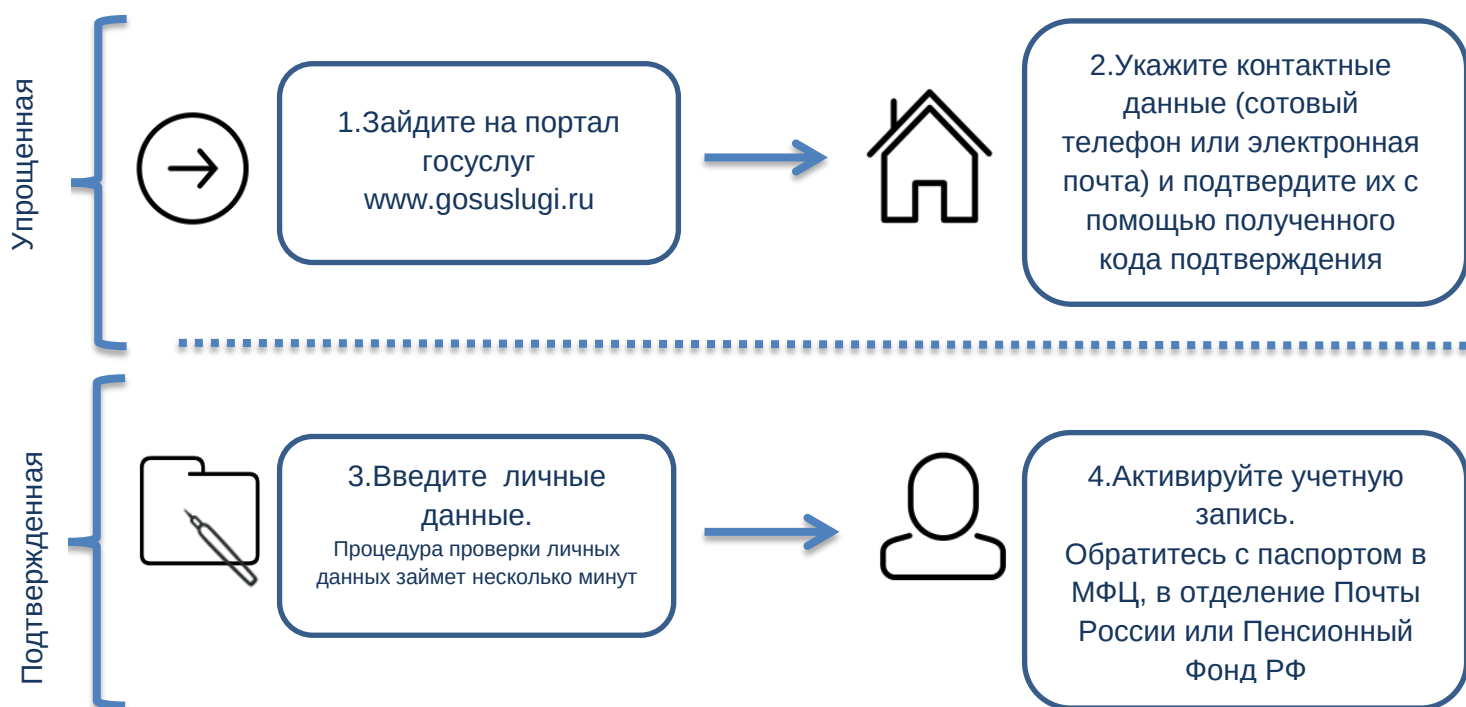 Упрощенная
1.Зайдите на портал
госуслуг
www.gosuslugi.ru
2.Укажите контактные
данные (сотовый
телефон или электронная
почта) и подтвердите их с
помощью полученного
кода подтверждения
Подтвержденная
3.Введите  личные
данные.
Процедура проверки личных
данных займет несколько минут
4.Активируйте учетную
запись.
Обратитесь с паспортом в
МФЦ, в отделение Почты
России или Пенсионный
Фонд РФ